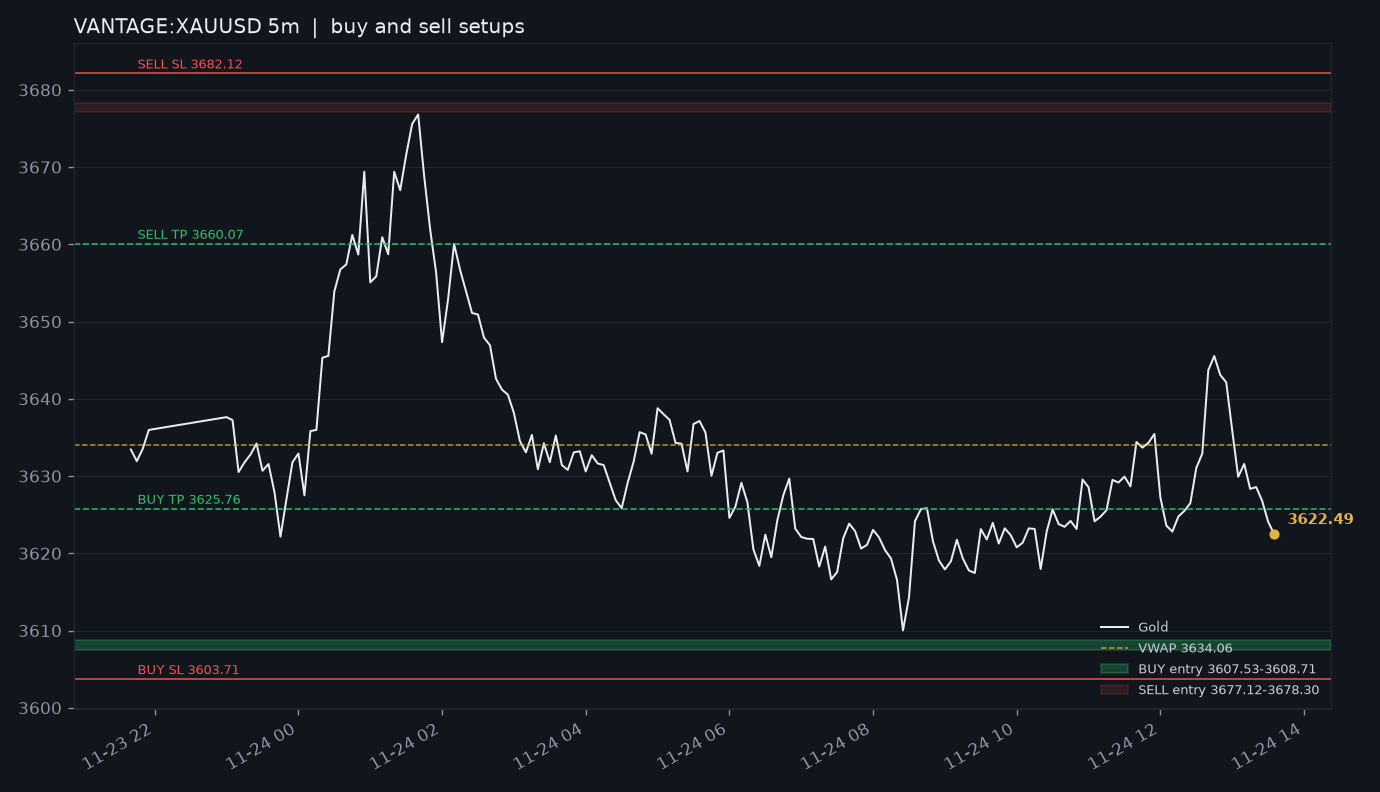 VANTAGE:XAUUSD 5m | buy and sell setups
SELL SL 3682.12
3680
3670
SELL TP 3660.07
3660
3650
3640
3630
BUY TP 3625.76
3622.49
3620
3610
Gold
VWAP 3634.06
BUY entry 3607.53-3608.71
SELL entry 3677.12-3678.30
BUY SL 3603.71
3600
11-23 22
11-24 00
11-24 02
11-24 04
11-24 06
11-24 08
11-24 10
11-24 12
11-24 14